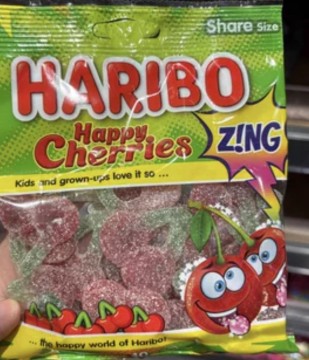 Share Size
HARIBO
Happy
Cherries
Z!NG
Kids and grown-ups love it so ...
... the happy world of Haribo!